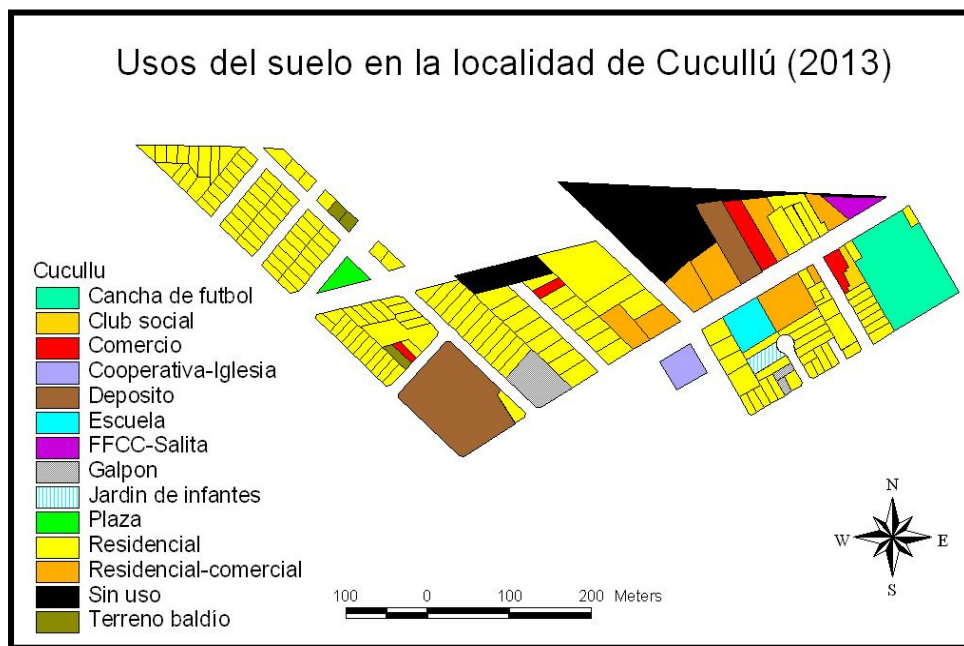 Usos del suelo en la localidad de Cucullú (2013)
Cucullu
Cancha de futbol
Club social
Comercio
Cooperativa-Iglesia
Deposito
Escuela
FFCC-Salita
Galpon
Jardin de infantes
Plaza
Residencial
Residencial-comercial
Sin uso
Terreno baldío
100 0 100 200 Meters
N
W E
S